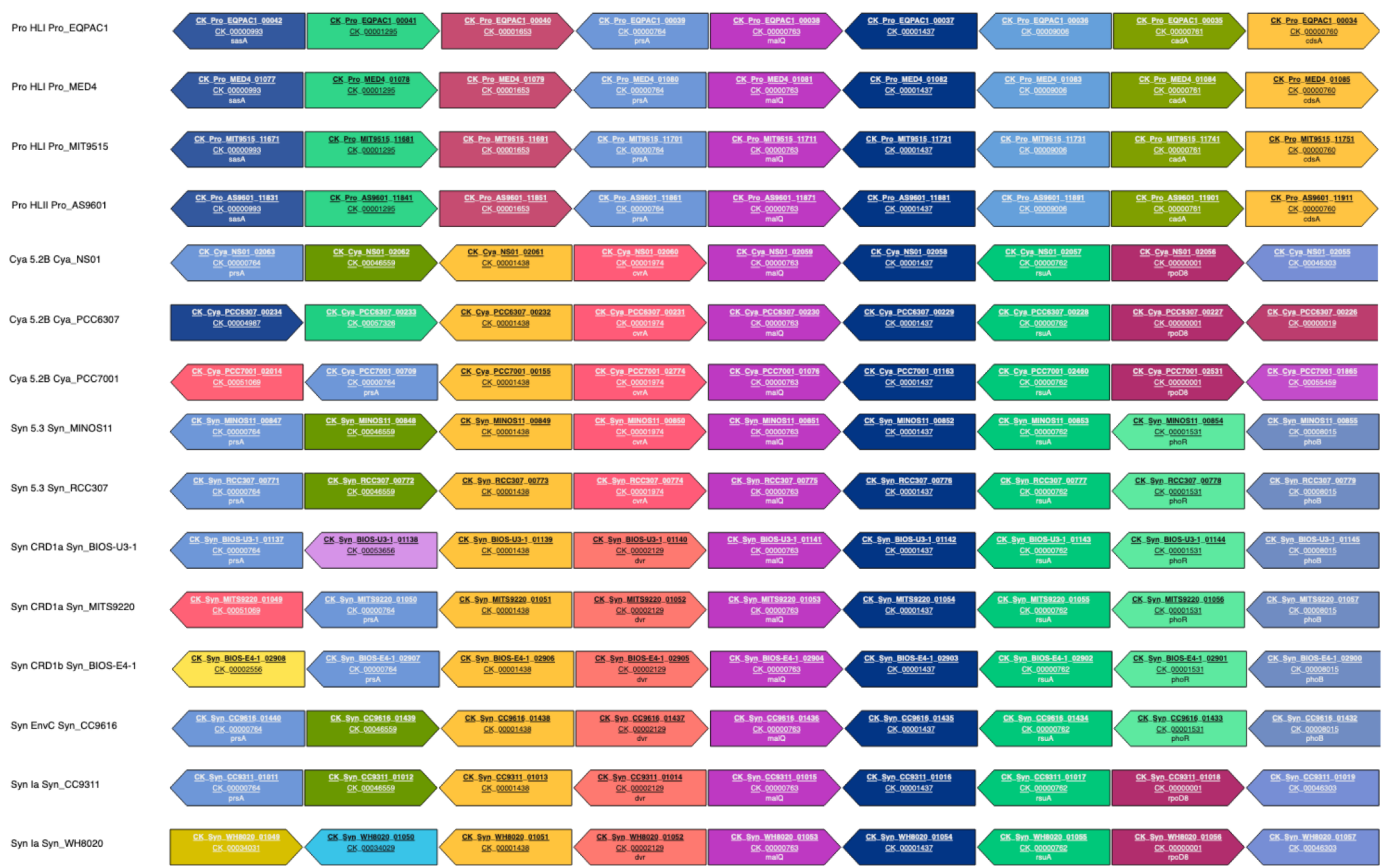 Pro HLI Pro_EQPAC1
CK_Pro_EQPAC1_00042 CK_Pro_EQPAC1_00041 CK_Pro_EQPAC1_00040 CK_Pro_EQPAC1_00039 CK_Pro_EQPAC1_00038 CK_Pro_EQPAC1_00037 CK_Pro_EQPAC1_00036 CK_Pro_EQPAC1_00035 CK_Pro_EQPAC1_00034
CK_00000993 CK_00001295 CK_00001653 CK_00000764 CK_00000763 CK_00001437 CK_00009006 CK_00000761 CK_00000760
sasA prsA malQ cadA cdsA
Pro HLI Pro_MED4
CK_Pro_MED4_01077 CK_Pro_MED4_01078 CK_Pro_MED4_01079 CK_Pro_MED4_01080 CK_Pro_MED4_01081 CK_Pro_MED4_01082 CK_Pro_MED4_01083 CK_Pro_MED4_01084 CK_Pro_MED4_01085
CK_00000993 CK_00001295 CK_00001653 CK_00000764 CK_00000763 CK_00001437 CK_00009006 CK_00000761 CK_00000760
sasA prsA malQ cadA cdsA
Pro HLI Pro_MIT9515
CK_Pro_MIT9515_11671 CK_Pro_MIT9515_11681 CK_Pro_MIT9515_11691 CK_Pro_MIT9515_11701 CK_Pro_MIT9515_11711 CK_Pro_MIT9515_11721 CK_Pro_MIT9515_11731 CK_Pro_MIT9515_11741 CK_Pro_MIT9515_11751
CK_00000993 CK_00001295 CK_00001653 CK_00000764 CK_00000763 CK_00001437 CK_00009006 CK_00000761 CK_00000760
sasA prsA malQ cadA cdsA
Pro HLII Pro_AS9601
CK_Pro_AS9601_11831 CK_Pro_AS9601_11841 CK_Pro_AS9601_11851 CK_Pro_AS9601_11861 CK_Pro_AS9601_11871 CK_Pro_AS9601_11881 CK_Pro_AS9601_11891 CK_Pro_AS9601_11901 CK_Pro_AS9601_11911
CK_00000993 CK_00001295 CK_00001653 CK_00000764 CK_00000763 CK_00001437 CK_00009006 CK_00000761 CK_00000760
sasA prsA malQ cadA cdsA
Cya 5.2B Cya_NS01
CK_Cya_NS01_02063 CK_Cya_NS01_02062 CK_Cya_NS01_02061 CK_Cya_NS01_02060 CK_Cya_NS01_02059 CK_Cya_NS01_02058 CK_Cya_NS01_02057 CK_Cya_NS01_02056 CK_Cya_NS01_02055
CK_00000764 CK_00046559 CK_00001438 CK_00001974 CK_00000763 CK_00001437 CK_00000762 CK_00000001 CK_00046303
prsA cvrA malQ rsuA rpoD8
Cya 5.2B Cya_PCC6307
CK_Cya_PCC6307_00234 CK_Cya_PCC6307_00233 CK_Cya_PCC6307_00232 CK_Cya_PCC6307_00231 CK_Cya_PCC6307_00230 CK_Cya_PCC6307_00229 CK_Cya_PCC6307_00228 CK_Cya_PCC6307_00227 CK_Cya_PCC6307_00226
CK_00004987 CK_00057328 CK_00001438 CK_00001974 CK_00000763 CK_00001437 CK_00000762 CK_00000001 CK_00000019
cvrA malQ rsuA rpoD8
Cya 5.2B Cya_PCC7001
CK_Cya_PCC7001_02014 CK_Cya_PCC7001_00709 CK_Cya_PCC7001_00155 CK_Cya_PCC7001_02774 CK_Cya_PCC7001_01076 CK_Cya_PCC7001_01163 CK_Cya_PCC7001_02460 CK_Cya_PCC7001_02531 CK_Cya_PCC7001_01865
CK_00051069 CK_00000764 CK_00001438 CK_00001974 CK_00000763 CK_00001437 CK_00000762 CK_00000001 CK_00055459
prsA cvrA malQ rsuA rpoD8
Syn 5.3 Syn_MINOS11
CK_Syn_MINOS11_00847 CK_Syn_MINOS11_00848 CK_Syn_MINOS11_00849 CK_Syn_MINOS11_00850 CK_Syn_MINOS11_00851 CK_Syn_MINOS11_00852 CK_Syn_MINOS11_00853 CK_Syn_MINOS11_00854 CK_Syn_MINOS11_00855
CK_00000764 CK_00046559 CK_00001438 CK_00001974 CK_00000763 CK_00001437 CK_00000762 CK_00001531 CK_00008015
prsA cvrA malQ rsuA phoR phoB
Syn 5.3 Syn_RCC307
CK_Syn_RCC307_00771 CK_Syn_RCC307_00772 CK_Syn_RCC307_00773 CK_Syn_RCC307_00774 CK_Syn_RCC307_00775 CK_Syn_RCC307_00776 CK_Syn_RCC307_00777 CK_Syn_RCC307_00778 CK_Syn_RCC307_00779
CK_00000764 CK_00046559 CK_00001438 CK_00001974 CK_00000763 CK_00001437 CK_00000762 CK_00001531 CK_00008015
prsA cvrA malQ rsuA phoR phoB
Syn CRD1a Syn_BIOS-U3-1
CK_Syn_BIOS-U3-1_01137 CK_Syn_BIOS-U3-1_01138 CK_Syn_BIOS-U3-1_01139 CK_Syn_BIOS-U3-1_01140 CK_Syn_BIOS-U3-1_01141 CK_Syn_BIOS-U3-1_01142 CK_Syn_BIOS-U3-1_01143 CK_Syn_BIOS-U3-1_01144 CK_Syn_BIOS-U3-1_01145
CK_00000764 CK_00053656 CK_00001438 CK_00002129 CK_00000763 CK_00001437 CK_00000762 CK_00001531 CK_00008015
prsA dvr malQ rsuA phoR phoB
Syn CRD1a Syn_MITS9220
CK_Syn_MITS9220_01049 CK_Syn_MITS9220_01050 CK_Syn_MITS9220_01051 CK_Syn_MITS9220_01052 CK_Syn_MITS9220_01053 CK_Syn_MITS9220_01054 CK_Syn_MITS9220_01055 CK_Syn_MITS9220_01056 CK_Syn_MITS9220_01057
CK_00051069 CK_00000764 CK_00001438 CK_00002129 CK_00000763 CK_00001437 CK_00000762 CK_00001531 CK_00008015
prsA dvr malQ rsuA phoR phoB
Syn CRD1b Syn_BIOS-E4-1
CK_Syn_BIOS-E4-1_02908 CK_Syn_BIOS-E4-1_02907 CK_Syn_BIOS-E4-1_02906 CK_Syn_BIOS-E4-1_02905 CK_Syn_BIOS-E4-1_02904 CK_Syn_BIOS-E4-1_02903 CK_Syn_BIOS-E4-1_02902 CK_Syn_BIOS-E4-1_02901 CK_Syn_BIOS-E4-1_02900
CK_00002556 CK_00000764 CK_00001438 CK_00002129 CK_00000763 CK_00001437 CK_00000762 CK_00001531 CK_00008015
prsA dvr malQ rsuA phoR phoB
Syn EnvC Syn_CC9616
CK_Syn_CC9616_01440 CK_Syn_CC9616_01439 CK_Syn_CC9616_01438 CK_Syn_CC9616_01437 CK_Syn_CC9616_01436 CK_Syn_CC9616_01435 CK_Syn_CC9616_01434 CK_Syn_CC9616_01433 CK_Syn_CC9616_01432
CK_00000764 CK_00046559 CK_00001438 CK_00002129 CK_00000763 CK_00001437 CK_00000762 CK_00001531 CK_00008015
prsA dvr malQ rsuA phoR phoB
Syn Ia Syn_CC9311
CK_Syn_CC9311_01011 CK_Syn_CC9311_01012 CK_Syn_CC9311_01013 CK_Syn_CC9311_01014 CK_Syn_CC9311_01015 CK_Syn_CC9311_01016 CK_Syn_CC9311_01017 CK_Syn_CC9311_01018 CK_Syn_CC9311_01019
CK_00000764 CK_00046559 CK_00001438 CK_00002129 CK_00000763 CK_00001437 CK_00000762 CK_00000001 CK_00046303
prsA dvr malQ rsuA rpoD8
Syn Ia Syn_WH8020
CK_Syn_WH8020_01049 CK_Syn_WH8020_01050 CK_Syn_WH8020_01051 CK_Syn_WH8020_01052 CK_Syn_WH8020_01053 CK_Syn_WH8020_01054 CK_Syn_WH8020_01055 CK_Syn_WH8020_01056 CK_Syn_WH8020_01057
CK_00034031 CK_00034029 CK_00001438 CK_00002129 CK_00000763 CK_00001437 CK_00000762 CK_00000001 CK_00046303
dvr malQ rsuA rpoD8